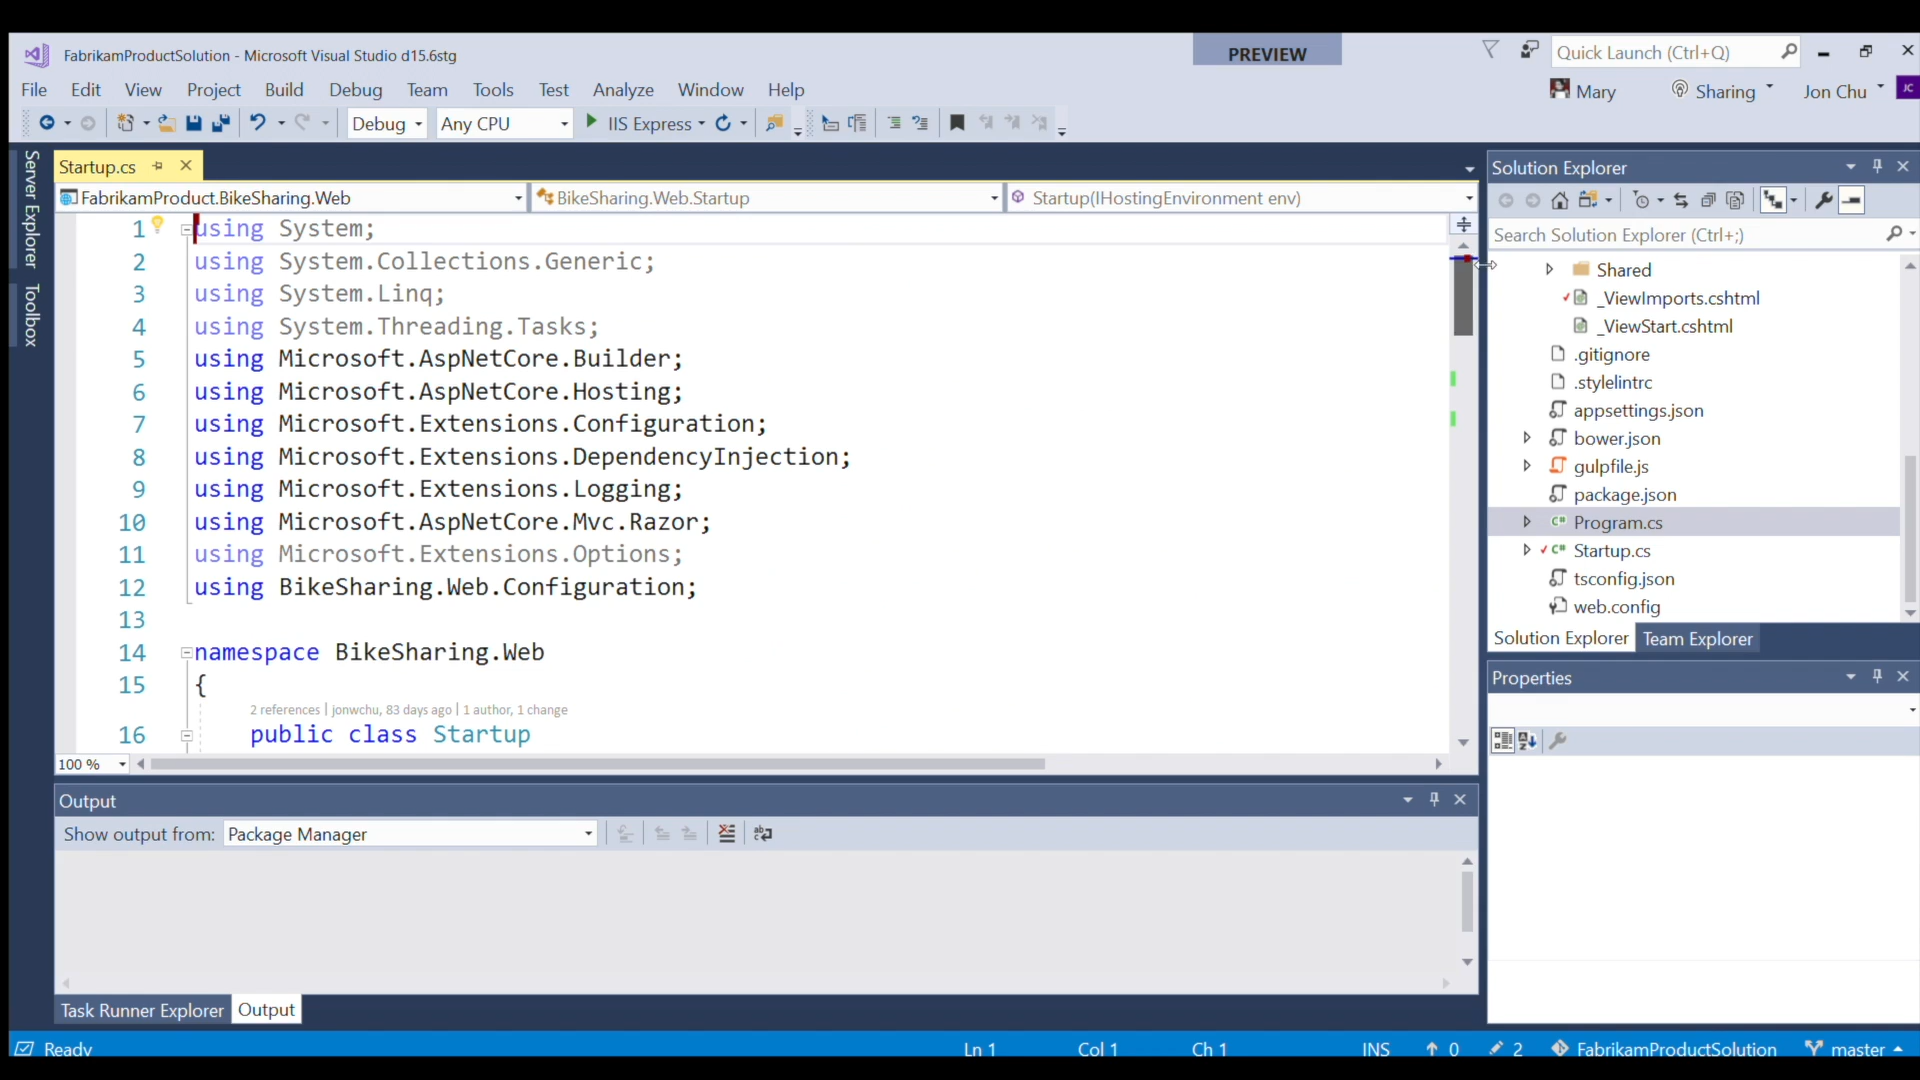 FabrikamProductSolution - Microsoft Visual Studio d15.6stg
PREVIEW
Quick Launch (Ctrl+Q)
File Edit View Project Build Debug Team Tools Test Analyze Window Help
Mary
Sharing
Jon Chu
JC
Debug
Any CPU
IIS Express
Server Explorer
Toolbox
Startup.cs
FabrikamProduct.BikeSharing.Web
BikeSharing.Web.Startup
Startup(IHostingEnvironment env)
1 using System;
2 using System.Collections.Generic;
3 using System.Linq;
4 using System.Threading.Tasks;
5 using Microsoft.AspNetCore.Builder;
6 using Microsoft.AspNetCore.Hosting;
7 using Microsoft.Extensions.Configuration;
8 using Microsoft.Extensions.DependencyInjection;
9 using Microsoft.Extensions.Logging;
10 using Microsoft.AspNetCore.Mvc.Razor;
11 using Microsoft.Extensions.Options;
12 using BikeSharing.Web.Configuration;
13
14 namespace BikeSharing.Web
15 {
2 references | jonwchu, 83 days ago | 1 author, 1 change
16 public class Startup
100 %
Output
Show output from: Package Manager
Task Runner Explorer
Output
Solution Explorer
Search Solution Explorer (Ctrl+;)
Shared
_ViewImports.cshtml
_ViewStart.cshtml
.gitignore
.stylelintrc
appsettings.json
bower.json
gulpfile.js
package.json
C# Program.cs
C# Startup.cs
tsconfig.json
web.config
Solution Explorer
Team Explorer
Properties
Ready
Ln 1
Col 1
Ch 1
INS
0
2
FabrikamProductSolution
master